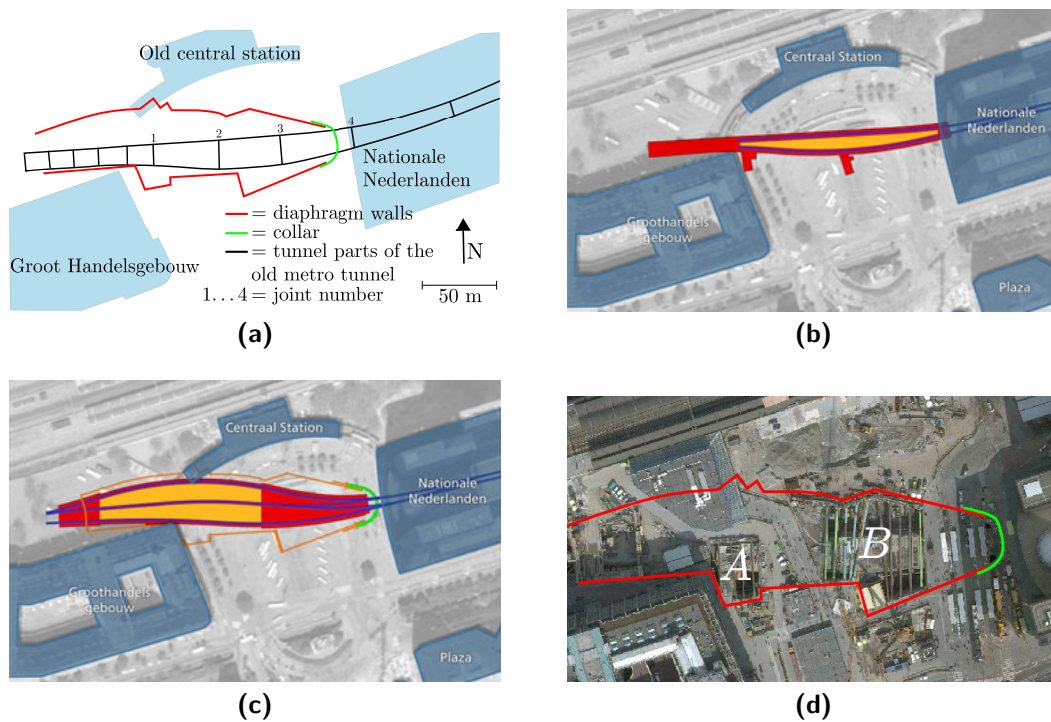 Old central station
1
2
3
4
Nationale
Nederlanden
= diaphragm walls
= collar
= tunnel parts of the
old metro tunnel
1...4 = joint number
Groot Handelsgebouw
N
50 m
(a)
Centraal Station
Nationale
Nederlanden
Groothandels
gebouw
Plaza
(b)
Centraal Station
Nationale
Nederlanden
Groothandels
gebouw
Plaza
(c)
A
B
(d)